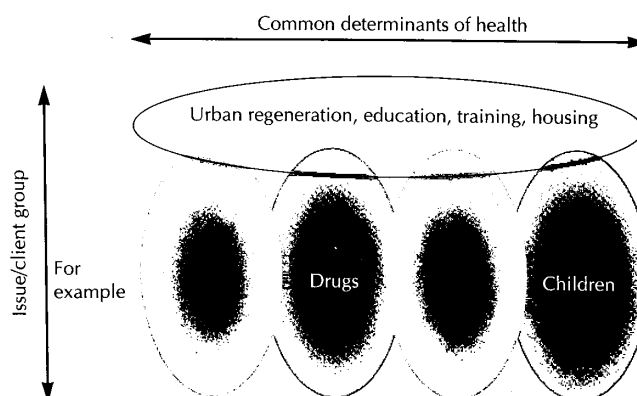 Common determinants of health
Urban regeneration, education, training, housing
Issue/client group
For
example
Drugs
Children